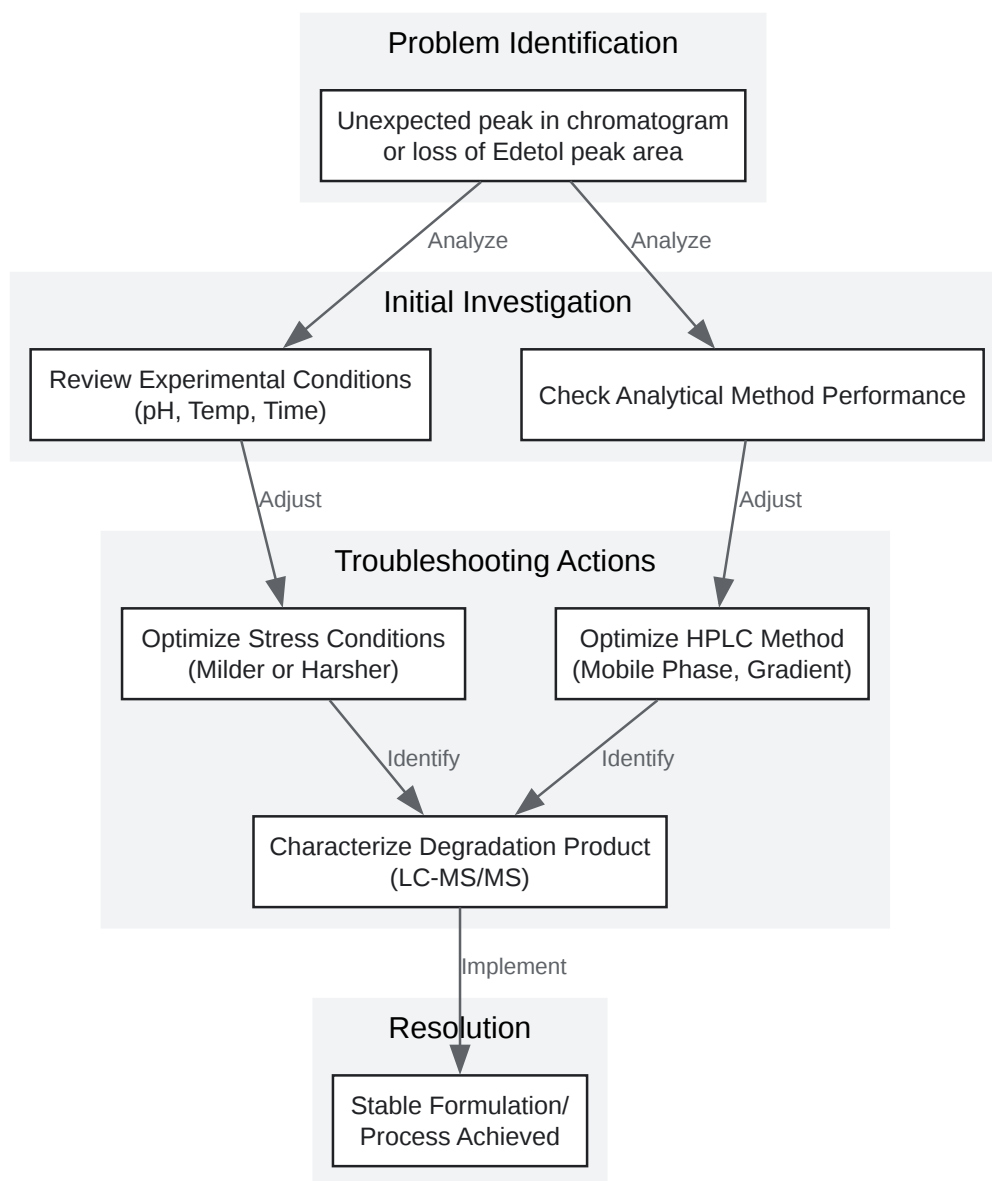 Problem Identification
Unexpected peak in chromatogram
or loss of Edetol peak area
Analyze
Analyze
Initial Investigation
Review Experimental Conditions
(pH, Temp, Time)
Check Analytical Method Performance
Adjust
Adjust
Troubleshooting Actions
Optimize Stress Conditions
(Milder or Harsher)
Optimize HPLC Method
(Mobile Phase, Gradient)
Identify
Identify
Characterize Degradation Product
(LC-MS/MS)
Implement
Resolution
Stable Formulation/
Process Achieved